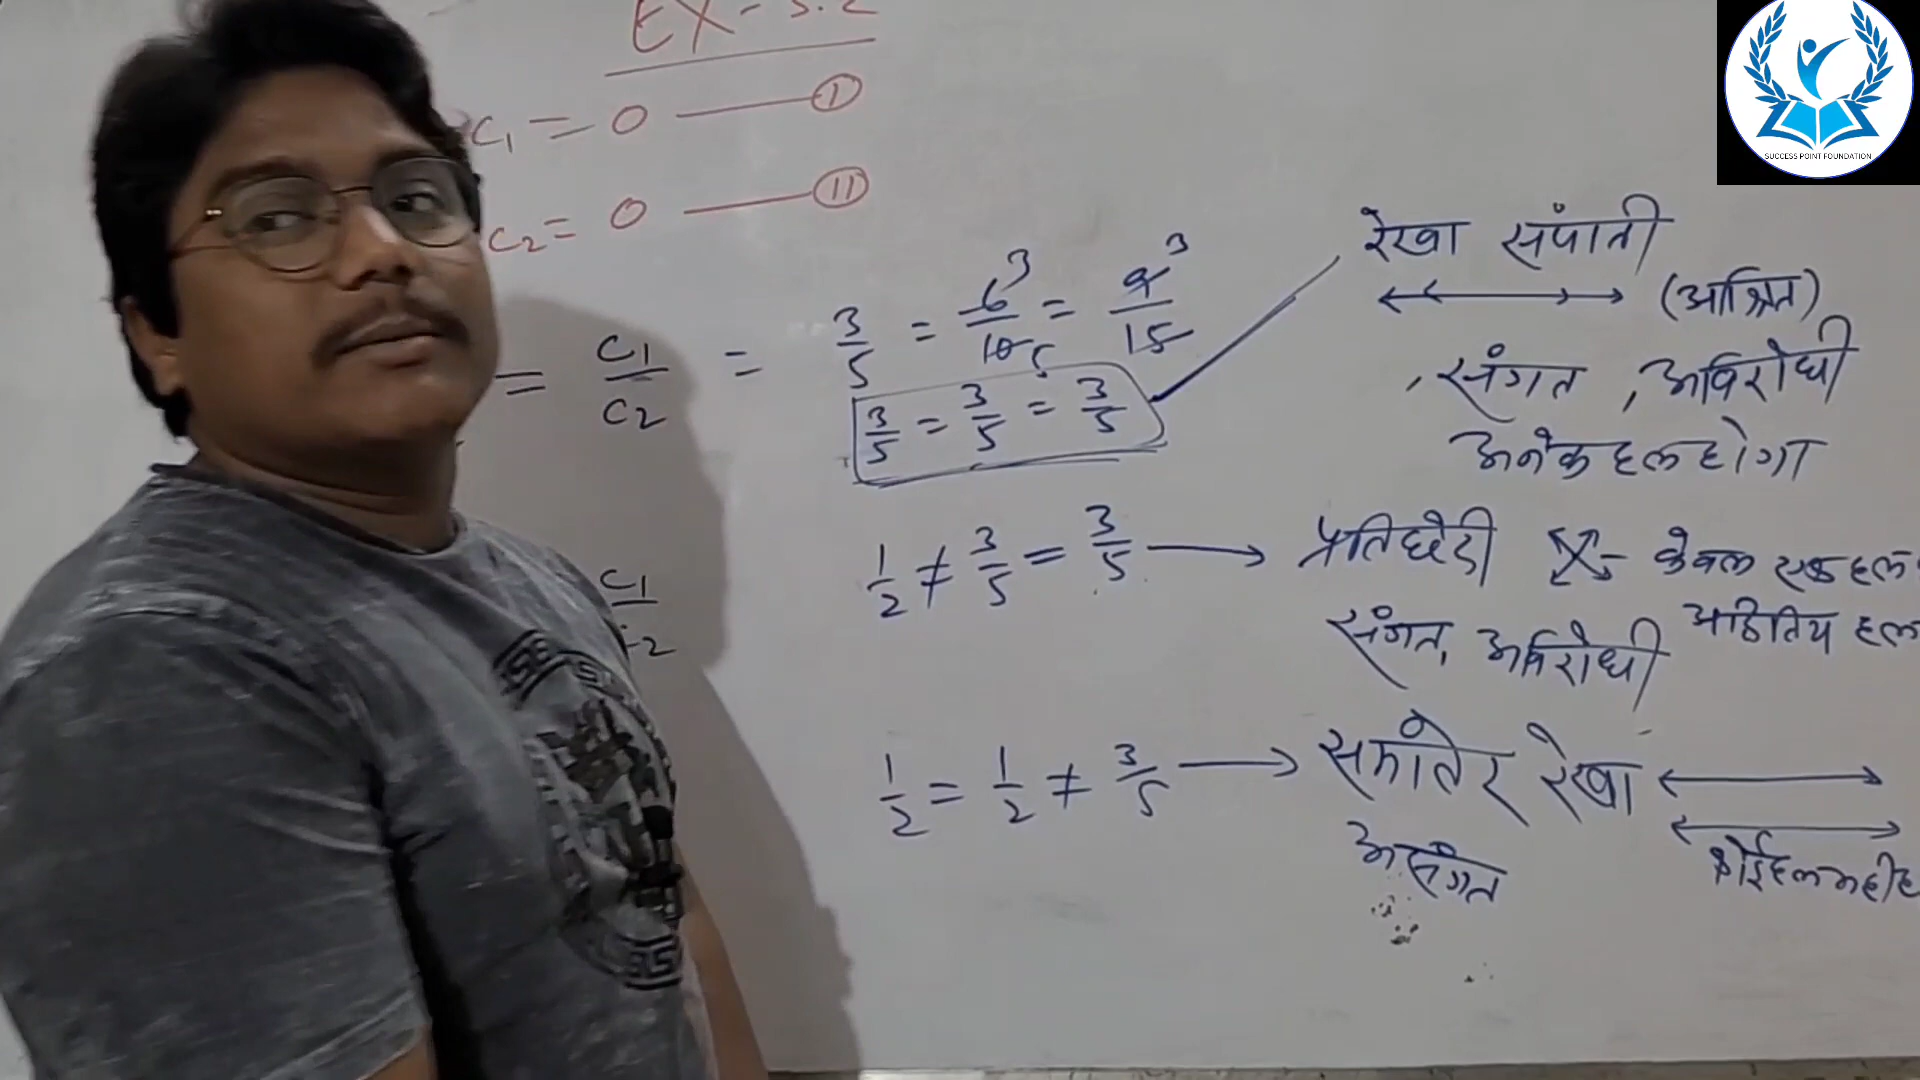 EX-3.2
SUCCESS POINT FOUNDATION
c₁ = 0 — (I)
c₂ = 0 — (II)
रेखा संपाती
(आश्रित)
= c₁/c₂ = 3/5 = 6/10 = 9/15
3 5 3
3/5 = 3/5 = 3/5
संगत, अविरोधी
अनेक हल होगा
1/2 ≠ 3/5 = 3/5 → प्रतिछेदी केवल एक हल
c₁
संगत, अविरोधी
अद्वितिय हल
1/2 = 1/2 ≠ 3/5 → समांतर रेखा
असंगत
कोई हल नहीं